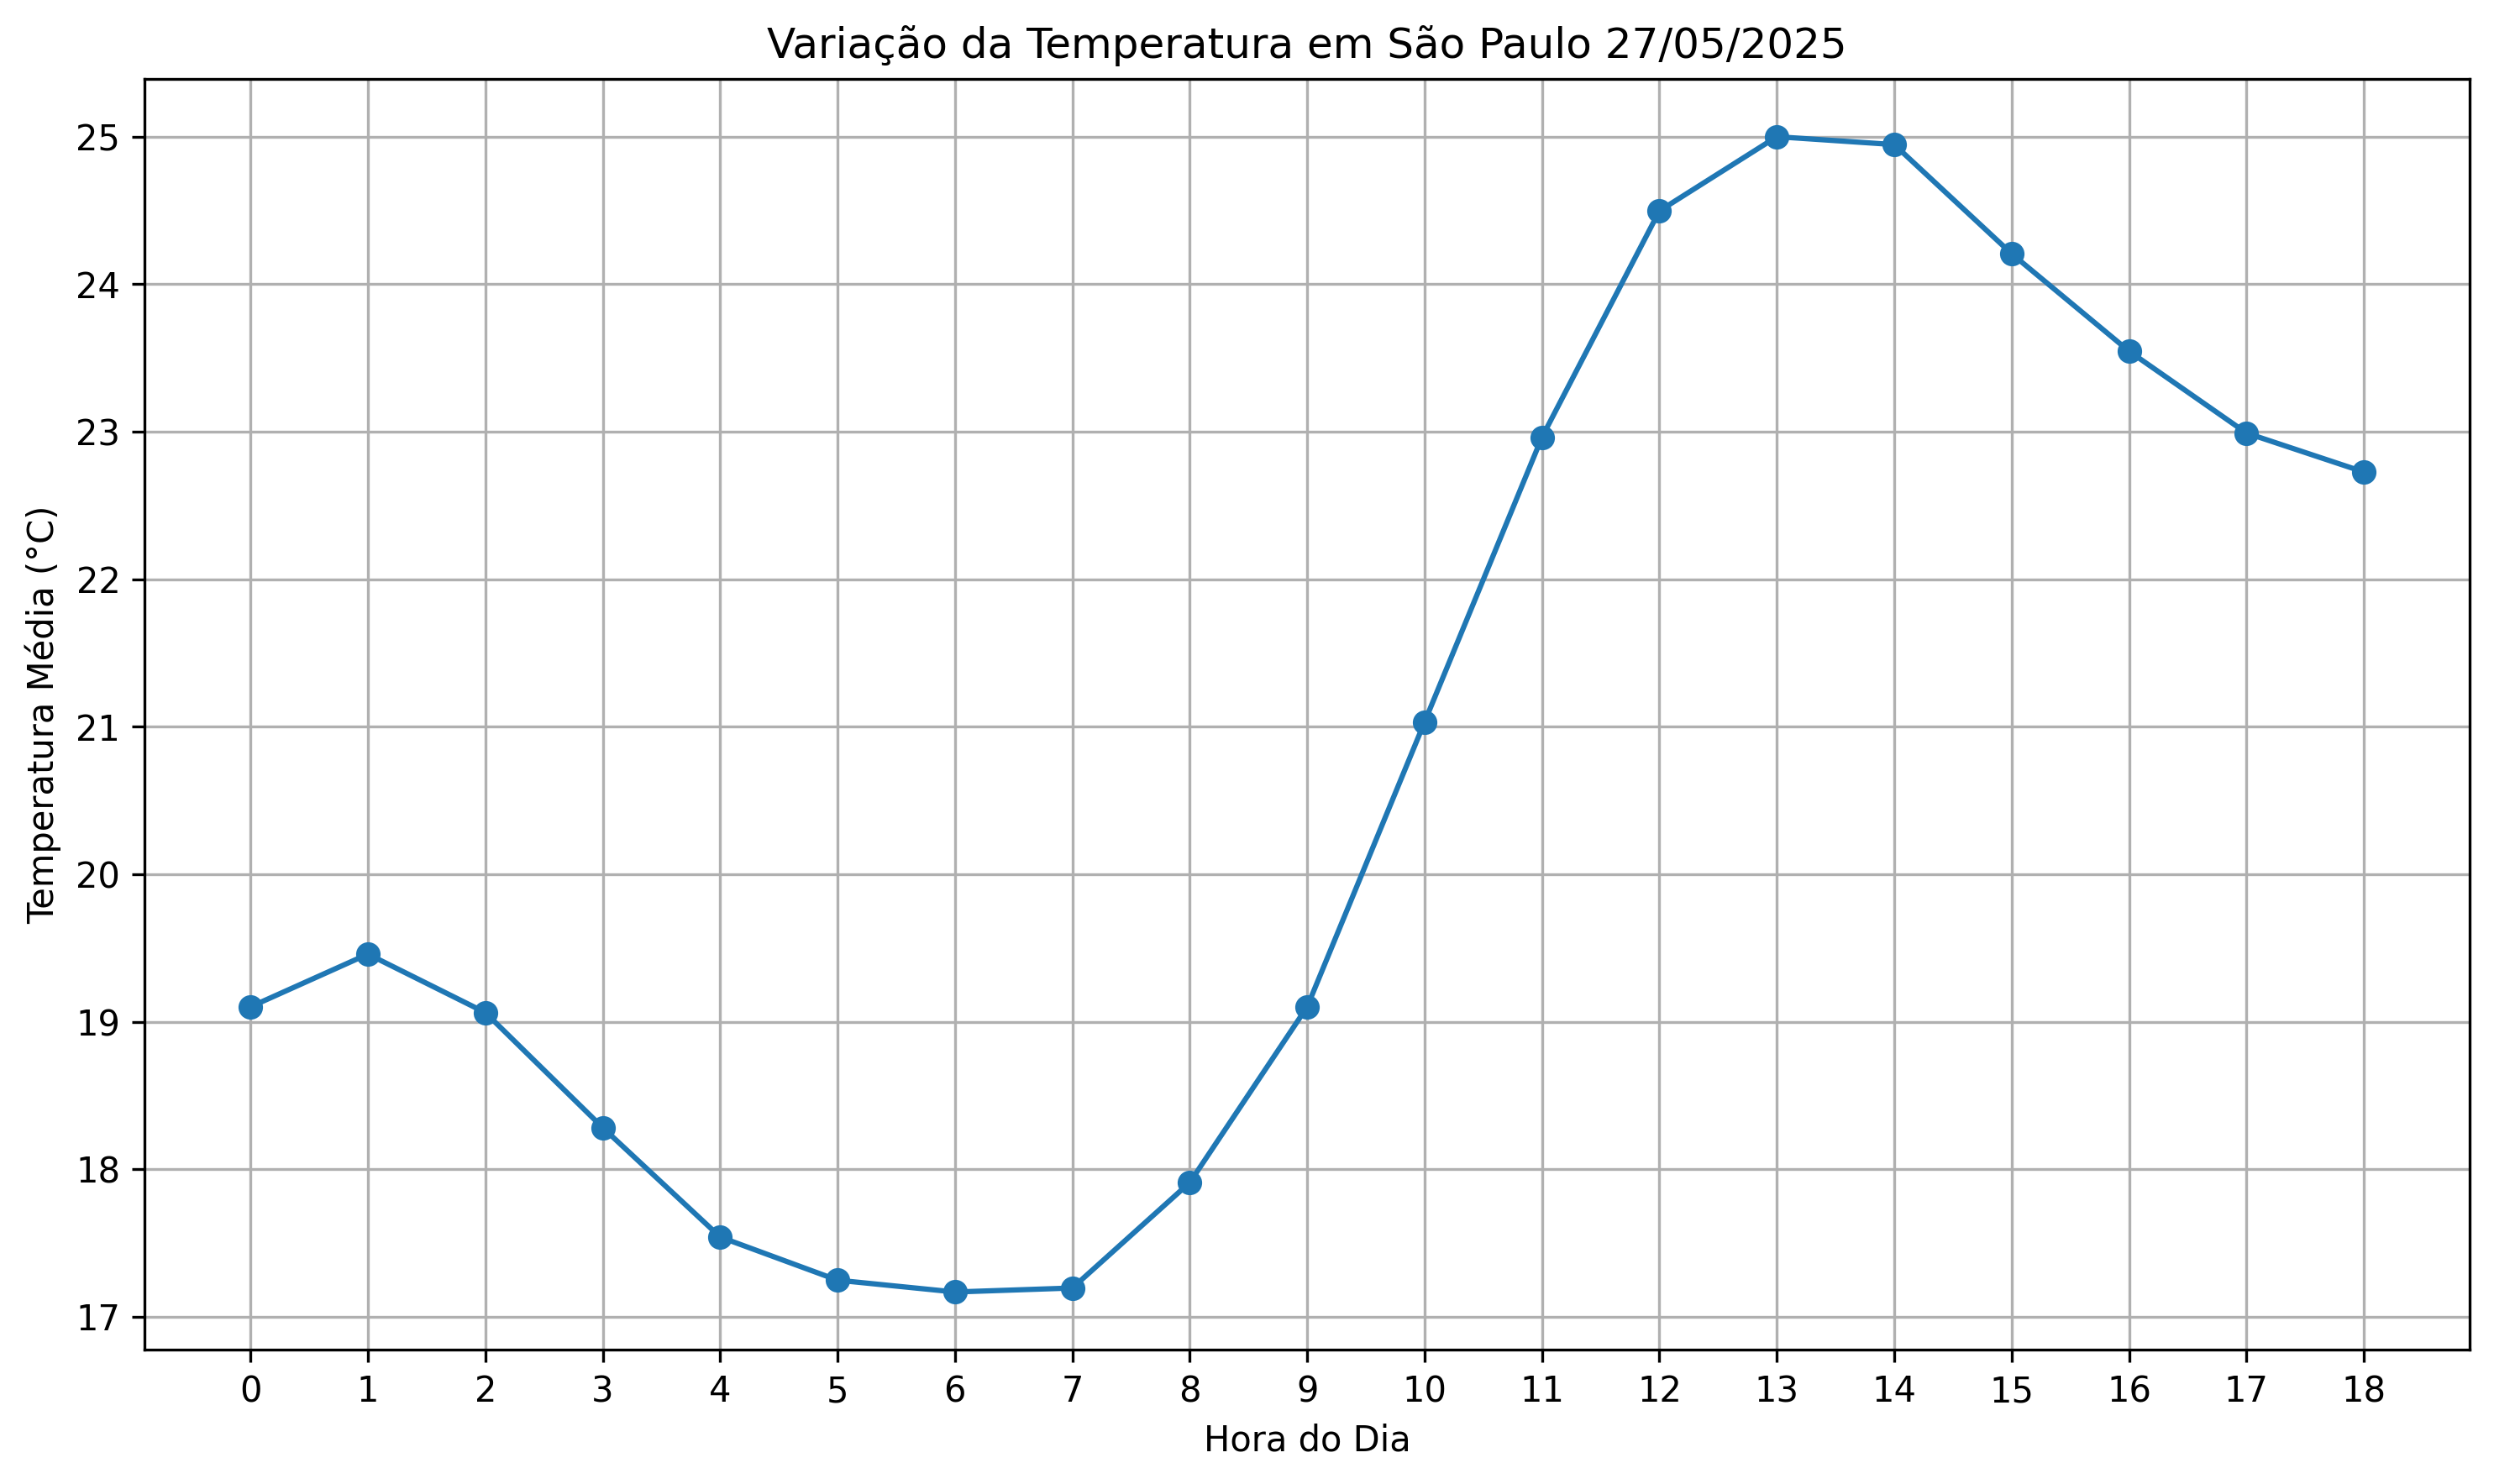 Variação da Temperatura em São Paulo 27/05/2025
Temperatura Média (°C)
25
24
23
22
21
20
19
18
17
0 1 2 3 4 5 6 7 8 9 10 11 12 13 14 15 16 17 18
Hora do Dia